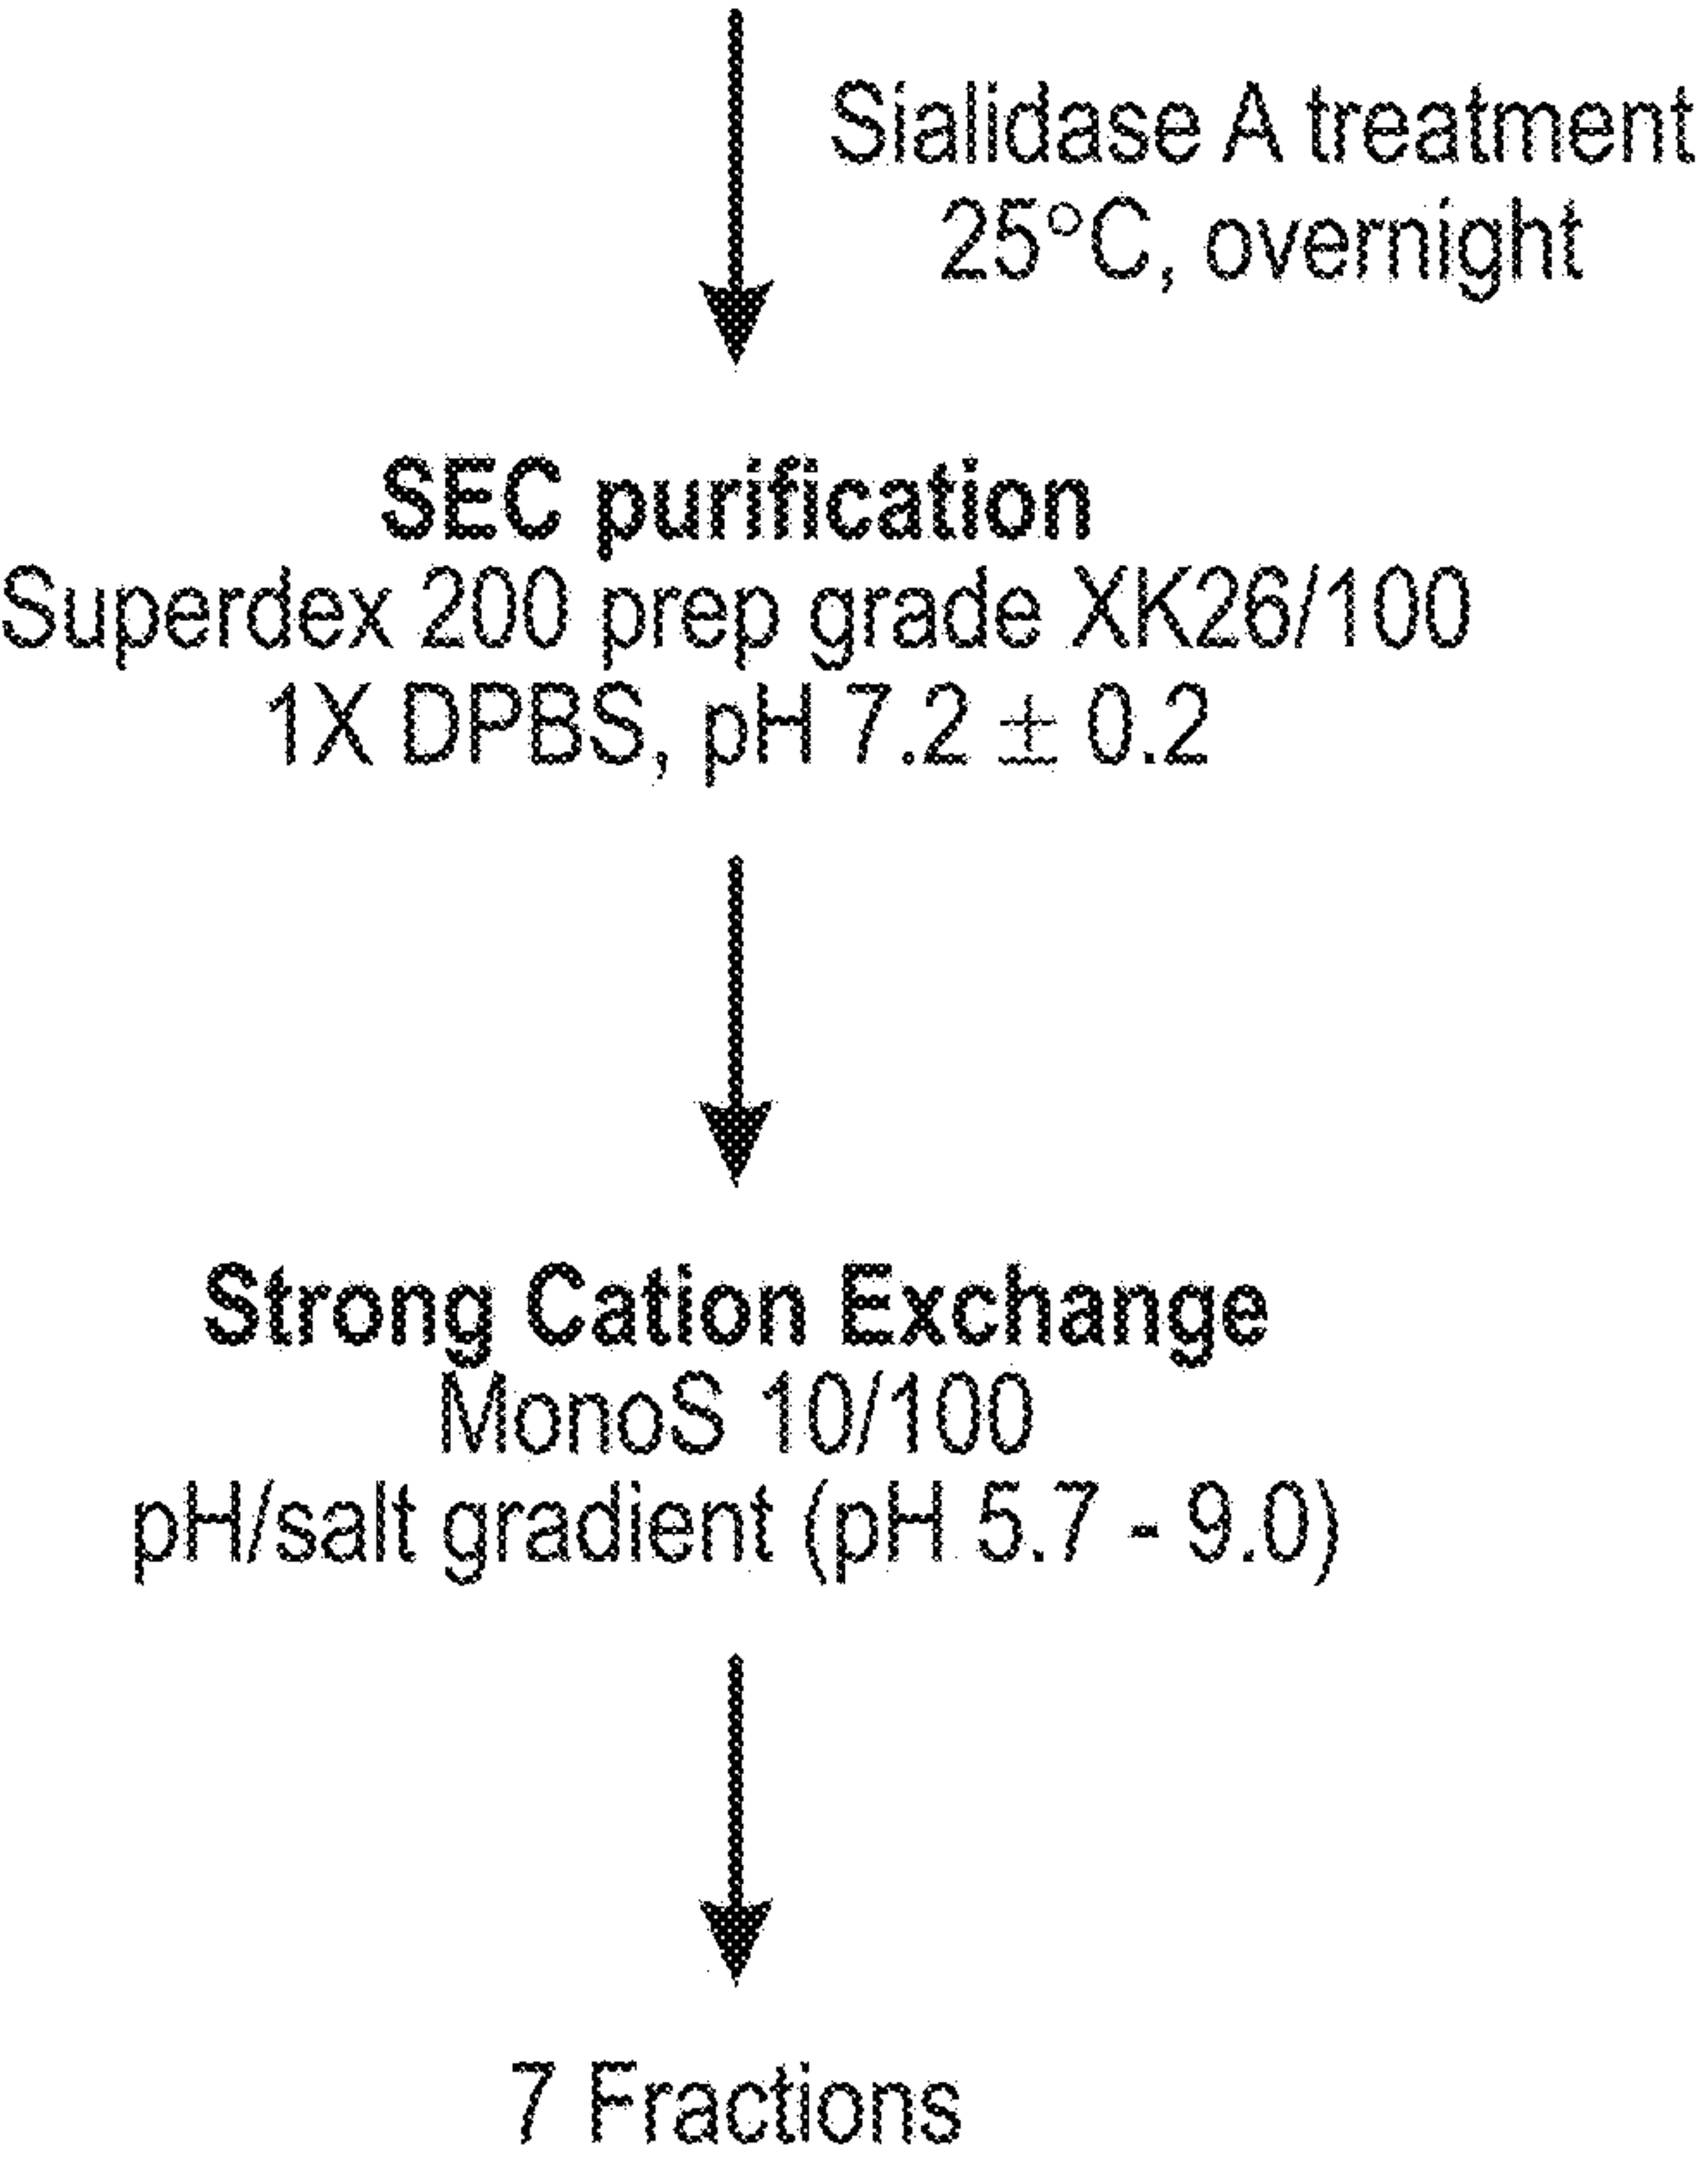 Sialidase A treatment
25°C, overnight
SEC purification
Superdex 200 prep grade XK26/100
1X DPBS, pH 7.2 ± 0.2
Strong Cation Exchange
MonoS 10/100
pH/salt gradient (pH 5.7 - 9.0)
7 Fractions